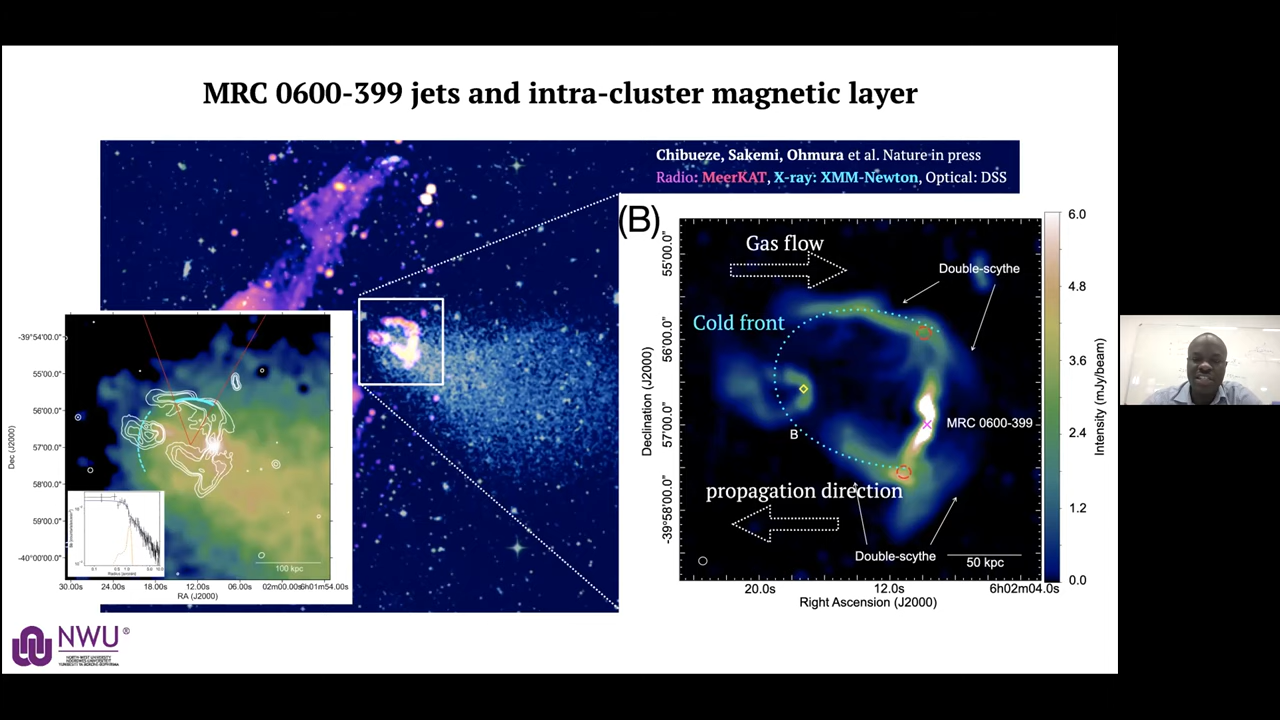 MRC 0600-399 jets and intra-cluster magnetic layer
Chibueze, Sakemi, Ohmura et al. Nature in press
Radio: MeerKAT, X-ray: XMM-Newton, Optical: DSS
(B)
Gas flow
Double-scythe
Cold front
B
MRC 0600-399
propagation direction
Double-scythe
50 kpc
55'00.0"
56'00.0"
57'00.0"
-39°58'00.0"
Declination (J2000)
20.0s
12.0s
6h02m04.0s
Right Ascension (J2000)
6.0
4.8
3.6
2.4
1.2
0.0
Intensity (mJy/beam)
-39°54'00.0"
55'00.0"
56'00.0"
57'00.0"
58'00.0"
59'00.0"
-40°00'00.0"
Dec (J2000)
100 kpc
30.00s
24.00s
18.00s
12.00s
06.00s
02m00.00s
6h01m54.00s
RA (J2000)
NWU®